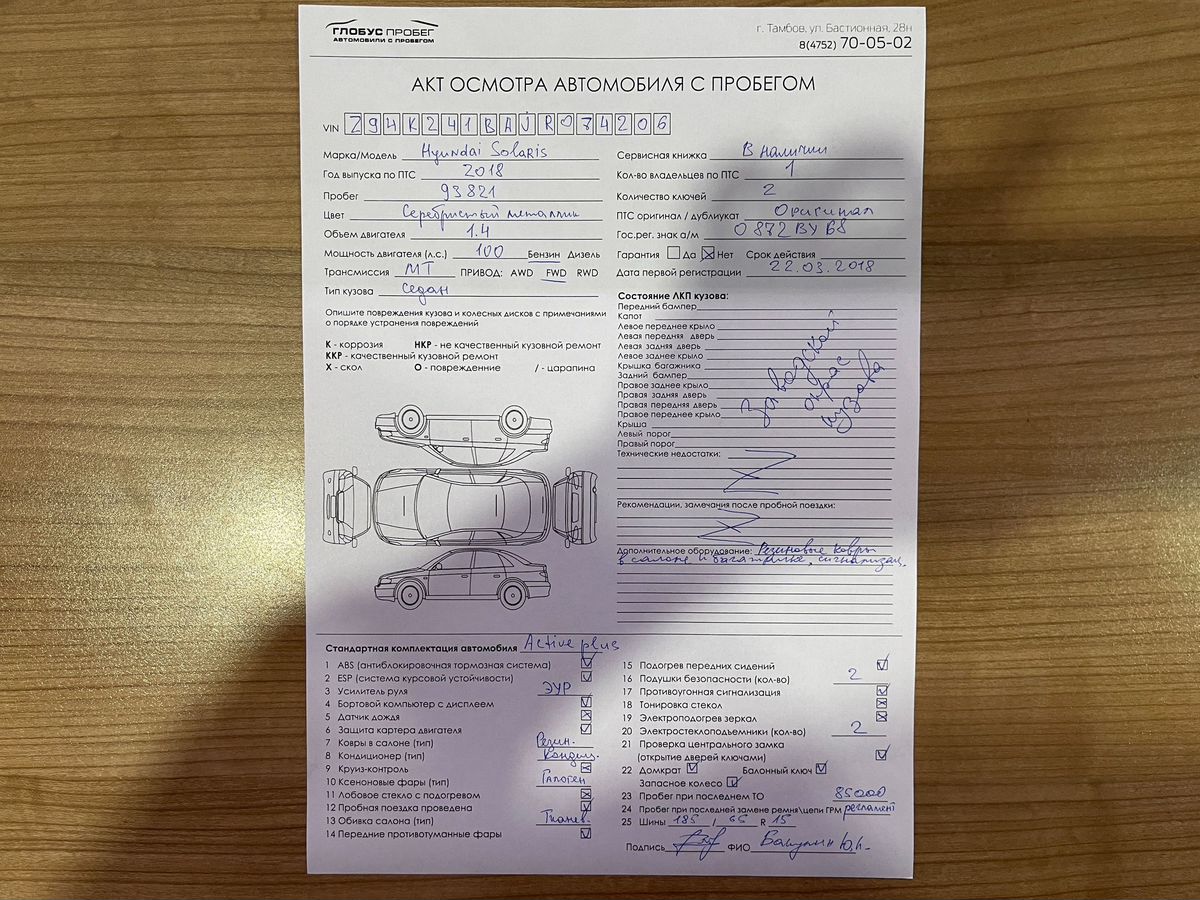 ГЛОБУС ПРОБЕГ
АВТОМОБИЛИ С ПРОБЕГОМ
г. Тамбов, ул. Бастионная, 28н
8(4752) 70-05-02
АКТ ОСМОТРА АВТОМОБИЛЯ С ПРОБЕГОМ
VIN Z94K241BAJR074206
Марка/Модель Hyundai Solaris
Год выпуска по ПТС 2018
Пробег 93821
Цвет Серебристый металлик
Объем двигателя 1.4
Мощность двигателя (л.с.) 100 Бензин Дизель
Трансмиссия МТ ПРИВОД: AWD FWD RWD
Тип кузова Седан
Опишите повреждения кузова и колесных дисков с примечаниями
о порядке устранения повреждений
К - коррозия НКР - не качественный кузовной ремонт
ККР - качественный кузовной ремонт
Х - скол О - повреждение / - царапина
Сервисная книжка В наличии
Кол-во владельцев по ПТС 1
Количество ключей 2
ПТС оригинал / дубликат Оригинал
Гос.рег. знак а/м О 872 ВУ 68
Гарантия Да Нет Срок действия
Дата первой регистрации 22.03.2018
Состояние ЛКП кузова:
Передний бампер
Капот
Левое переднее крыло
Левая передняя дверь
Левая задняя дверь
Левое заднее крыло
Крышка багажника
Задний бампер
Правое заднее крыло
Правая задняя дверь
Правая передняя дверь
Правое переднее крыло
Крыша
Левый порог
Правый порог
Заводской
окрас
кузова
Технические недостатки: Z
Рекомендации, замечания после пробной поездки:
Z
Дополнительное оборудование: Резиновые ковры
в салоне и багажнике, сигнализац.
Стандартная комплектация автомобиля Active plus
1 ABS (антиблокировочная тормозная система)
2 ESP (система курсовой устойчивости)
3 Усилитель руля ЭУР
4 Бортовой компьютер с дисплеем
5 Датчик дождя
6 Защита картера двигателя
7 Ковры в салоне (тип) Резин.
8 Кондиционер (тип) Кондиц.
9 Круиз-контроль
10 Ксеноновые фары (тип) Галоген
11 Лобовое стекло с подогревом
12 Пробная поездка проведена
13 Обивка салона (тип) Тканев.
14 Передние противотуманные фары
15 Подогрев передних сидений
16 Подушки безопасности (кол-во) 2
17 Противоугонная сигнализация
18 Тонировка стекол
19 Электроподогрев зеркал
20 Электростеклоподъемники (кол-во) 2
21 Проверка центрального замка
(открытие дверей ключами)
22 Домкрат Балонный ключ
Запасное колесо
23 Пробег при последнем ТО 85000
24 Пробег при последней замене ремня\цепи ГРМ регламент
25 Шины 185 / 65 R 15
Подпись ФИО